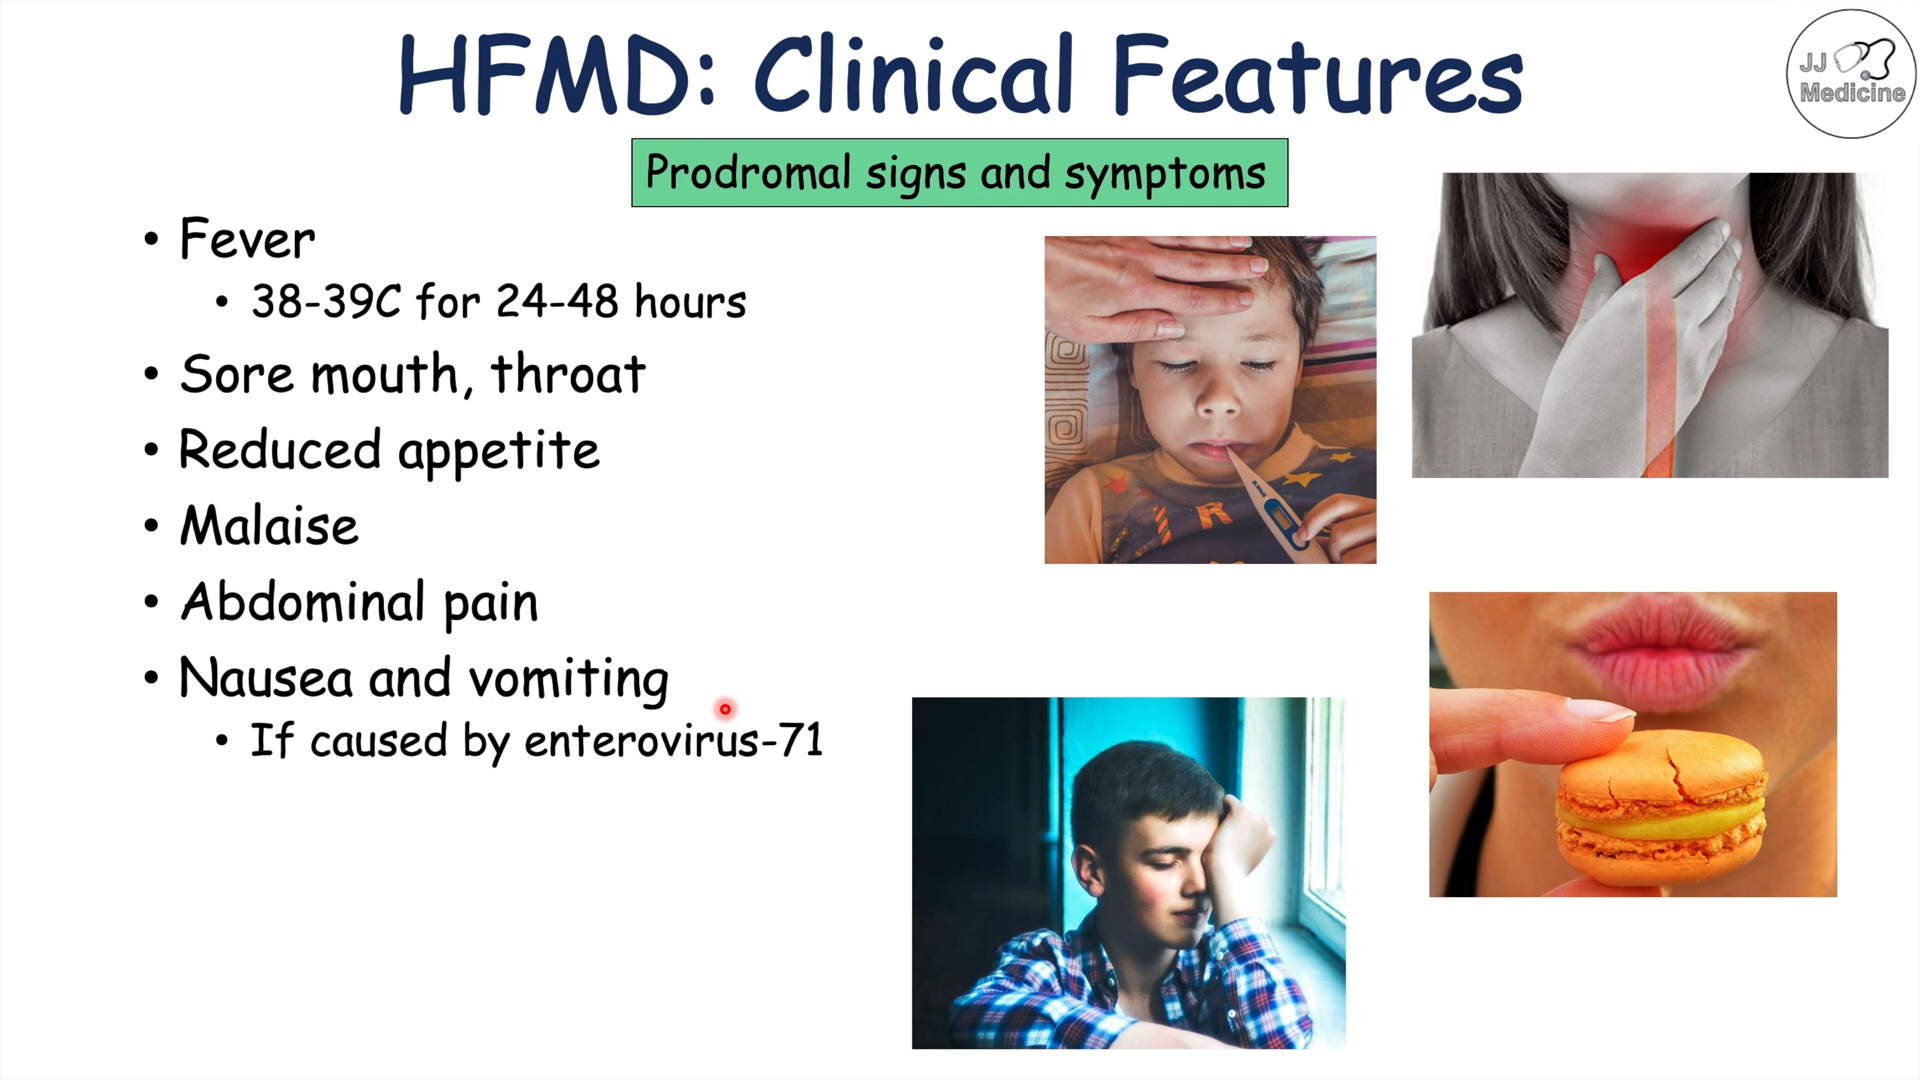 HFMD: Clinical Features
JJ
Medicine
Prodromal signs and symptoms
• Fever
• 38-39C for 24-48 hours
• Sore mouth, throat
• Reduced appetite
• Malaise
• Abdominal pain
• Nausea and vomiting
• If caused by enterovirus-71